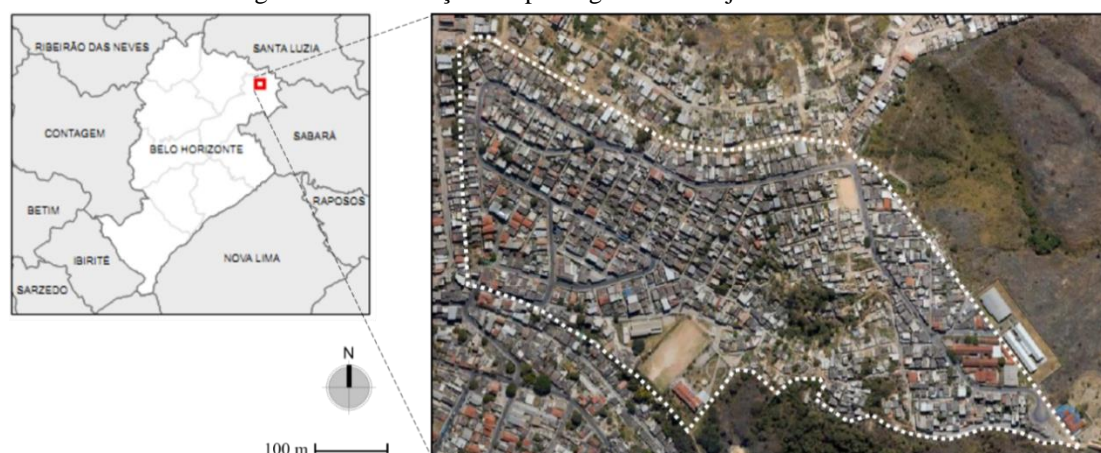 RIBEIRÃO DAS NEVES
SANTA LUZIA
CONTAGEM
SABARÁ
BELO HORIZONTE
BETIM
RAPOSOS
IBIRITÉ
NOVA LIMA
SARZEDO
N
100 m